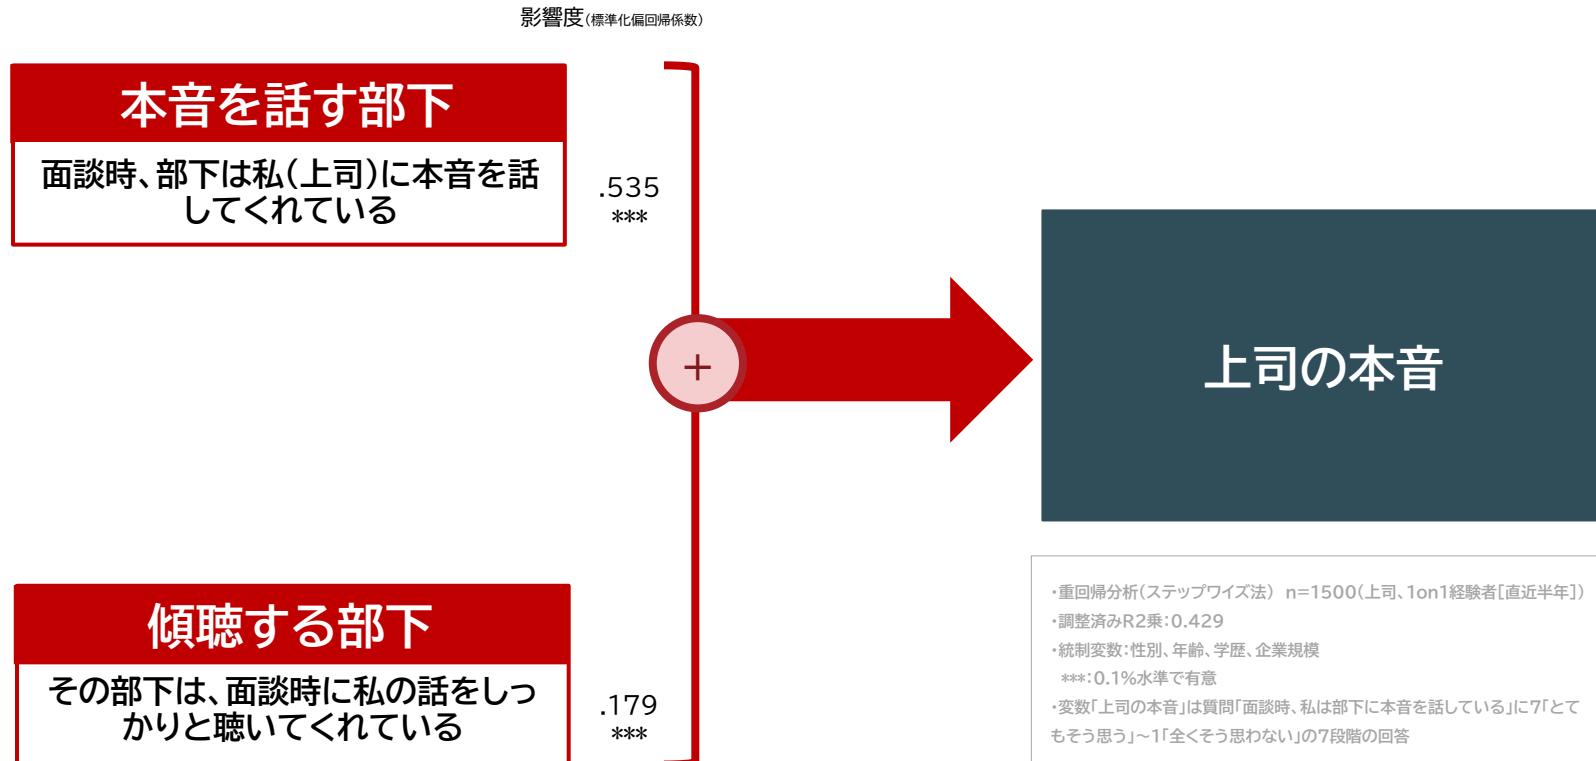 影響度(標準化偏回帰係数)
本音を話す部下
面談時、部下は私(上司)に本音を話
してくれている
.535
***
+
上司の本音
傾聴する部下
その部下は、面談時に私の話をしっ
かりと聴いてくれている
.179
***
・重回帰分析(ステップワイズ法) n=1500(上司、1on1経験者[直近半年])
・調整済みR2乗:0.429
・統制変数:性別、年齢、学歴、企業規模
***:0.1%水準で有意
・変数「上司の本音」は質問「面談時、私は部下に本音を話している」に7「とて
もそう思う」~1「全くそう思わない」の7段階の回答